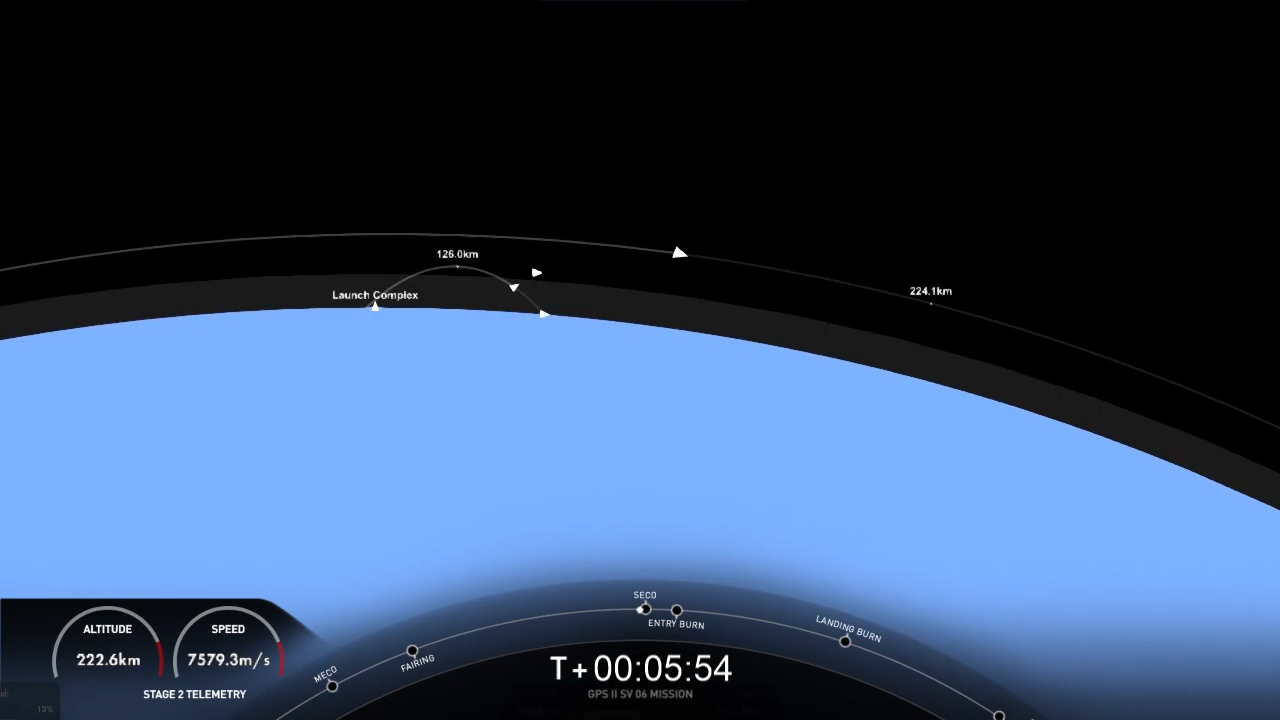 126.0km
224.1km
Launch Complex
SECO
ENTRY BURN
LANDING BURN
MECO
FAIRING
ALTITUDE
222.6km
SPEED
7579.3m/s
STAGE 2 TELEMETRY
T+00:05:54
GPS II SV 06 MISSION
13%